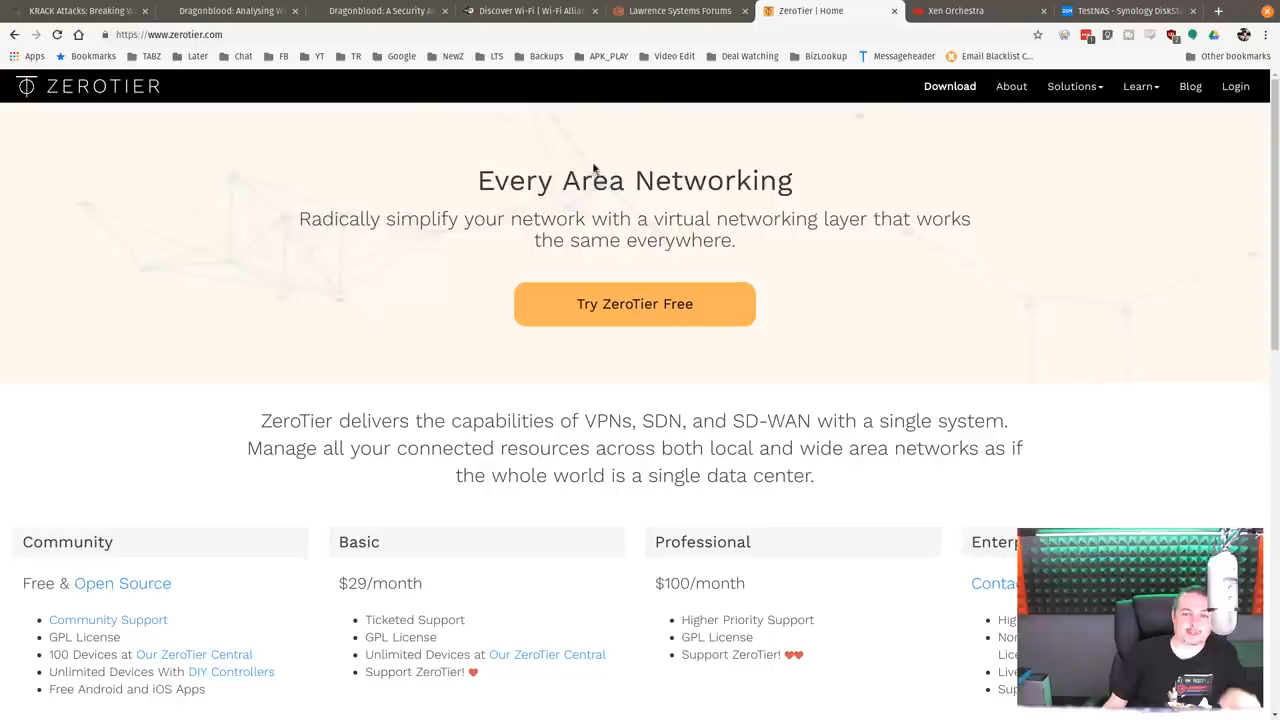 KRACK Attacks: Breaking W
Dragonblood: Analysing W
Dragonblood: A Security A
Discover Wi-Fi | Wi-Fi Allian
Lawrence Systems Forums
ZeroTier | Home
Xen Orchestra
TestNAS - Synology DiskSt
https://www.zerotier.com
Apps
Bookmarks
TABZ
Later
Chat
FB
YT
TR
Google
NewZ
LTS
Backups
APK_PLAY
Video Edit
Deal Watching
BizLookup
Messageheader
Email Blacklist C...
Other bookmarks
ZEROTIER
Download
About
Solutions
Learn
Blog
Login
Every Area Networking
Radically simplify your network with a virtual networking layer that works
the same everywhere.
Try ZeroTier Free
ZeroTier delivers the capabilities of VPNs, SDN, and SD-WAN with a single system.
Manage all your connected resources across both local and wide area networks as if
the whole world is a single data center.
Community
Free & Open Source
Community Support
GPL License
100 Devices at Our ZeroTier Central
Unlimited Devices With DIY Controllers
Free Android and iOS Apps
Basic
$29/month
Ticketed Support
GPL License
Unlimited Devices at Our ZeroTier Central
Support ZeroTier!
Professional
$100/month
Higher Priority Support
GPL License
Support ZeroTier!
Enterp
Conta
Hig
Non
Lice
Live
Sup